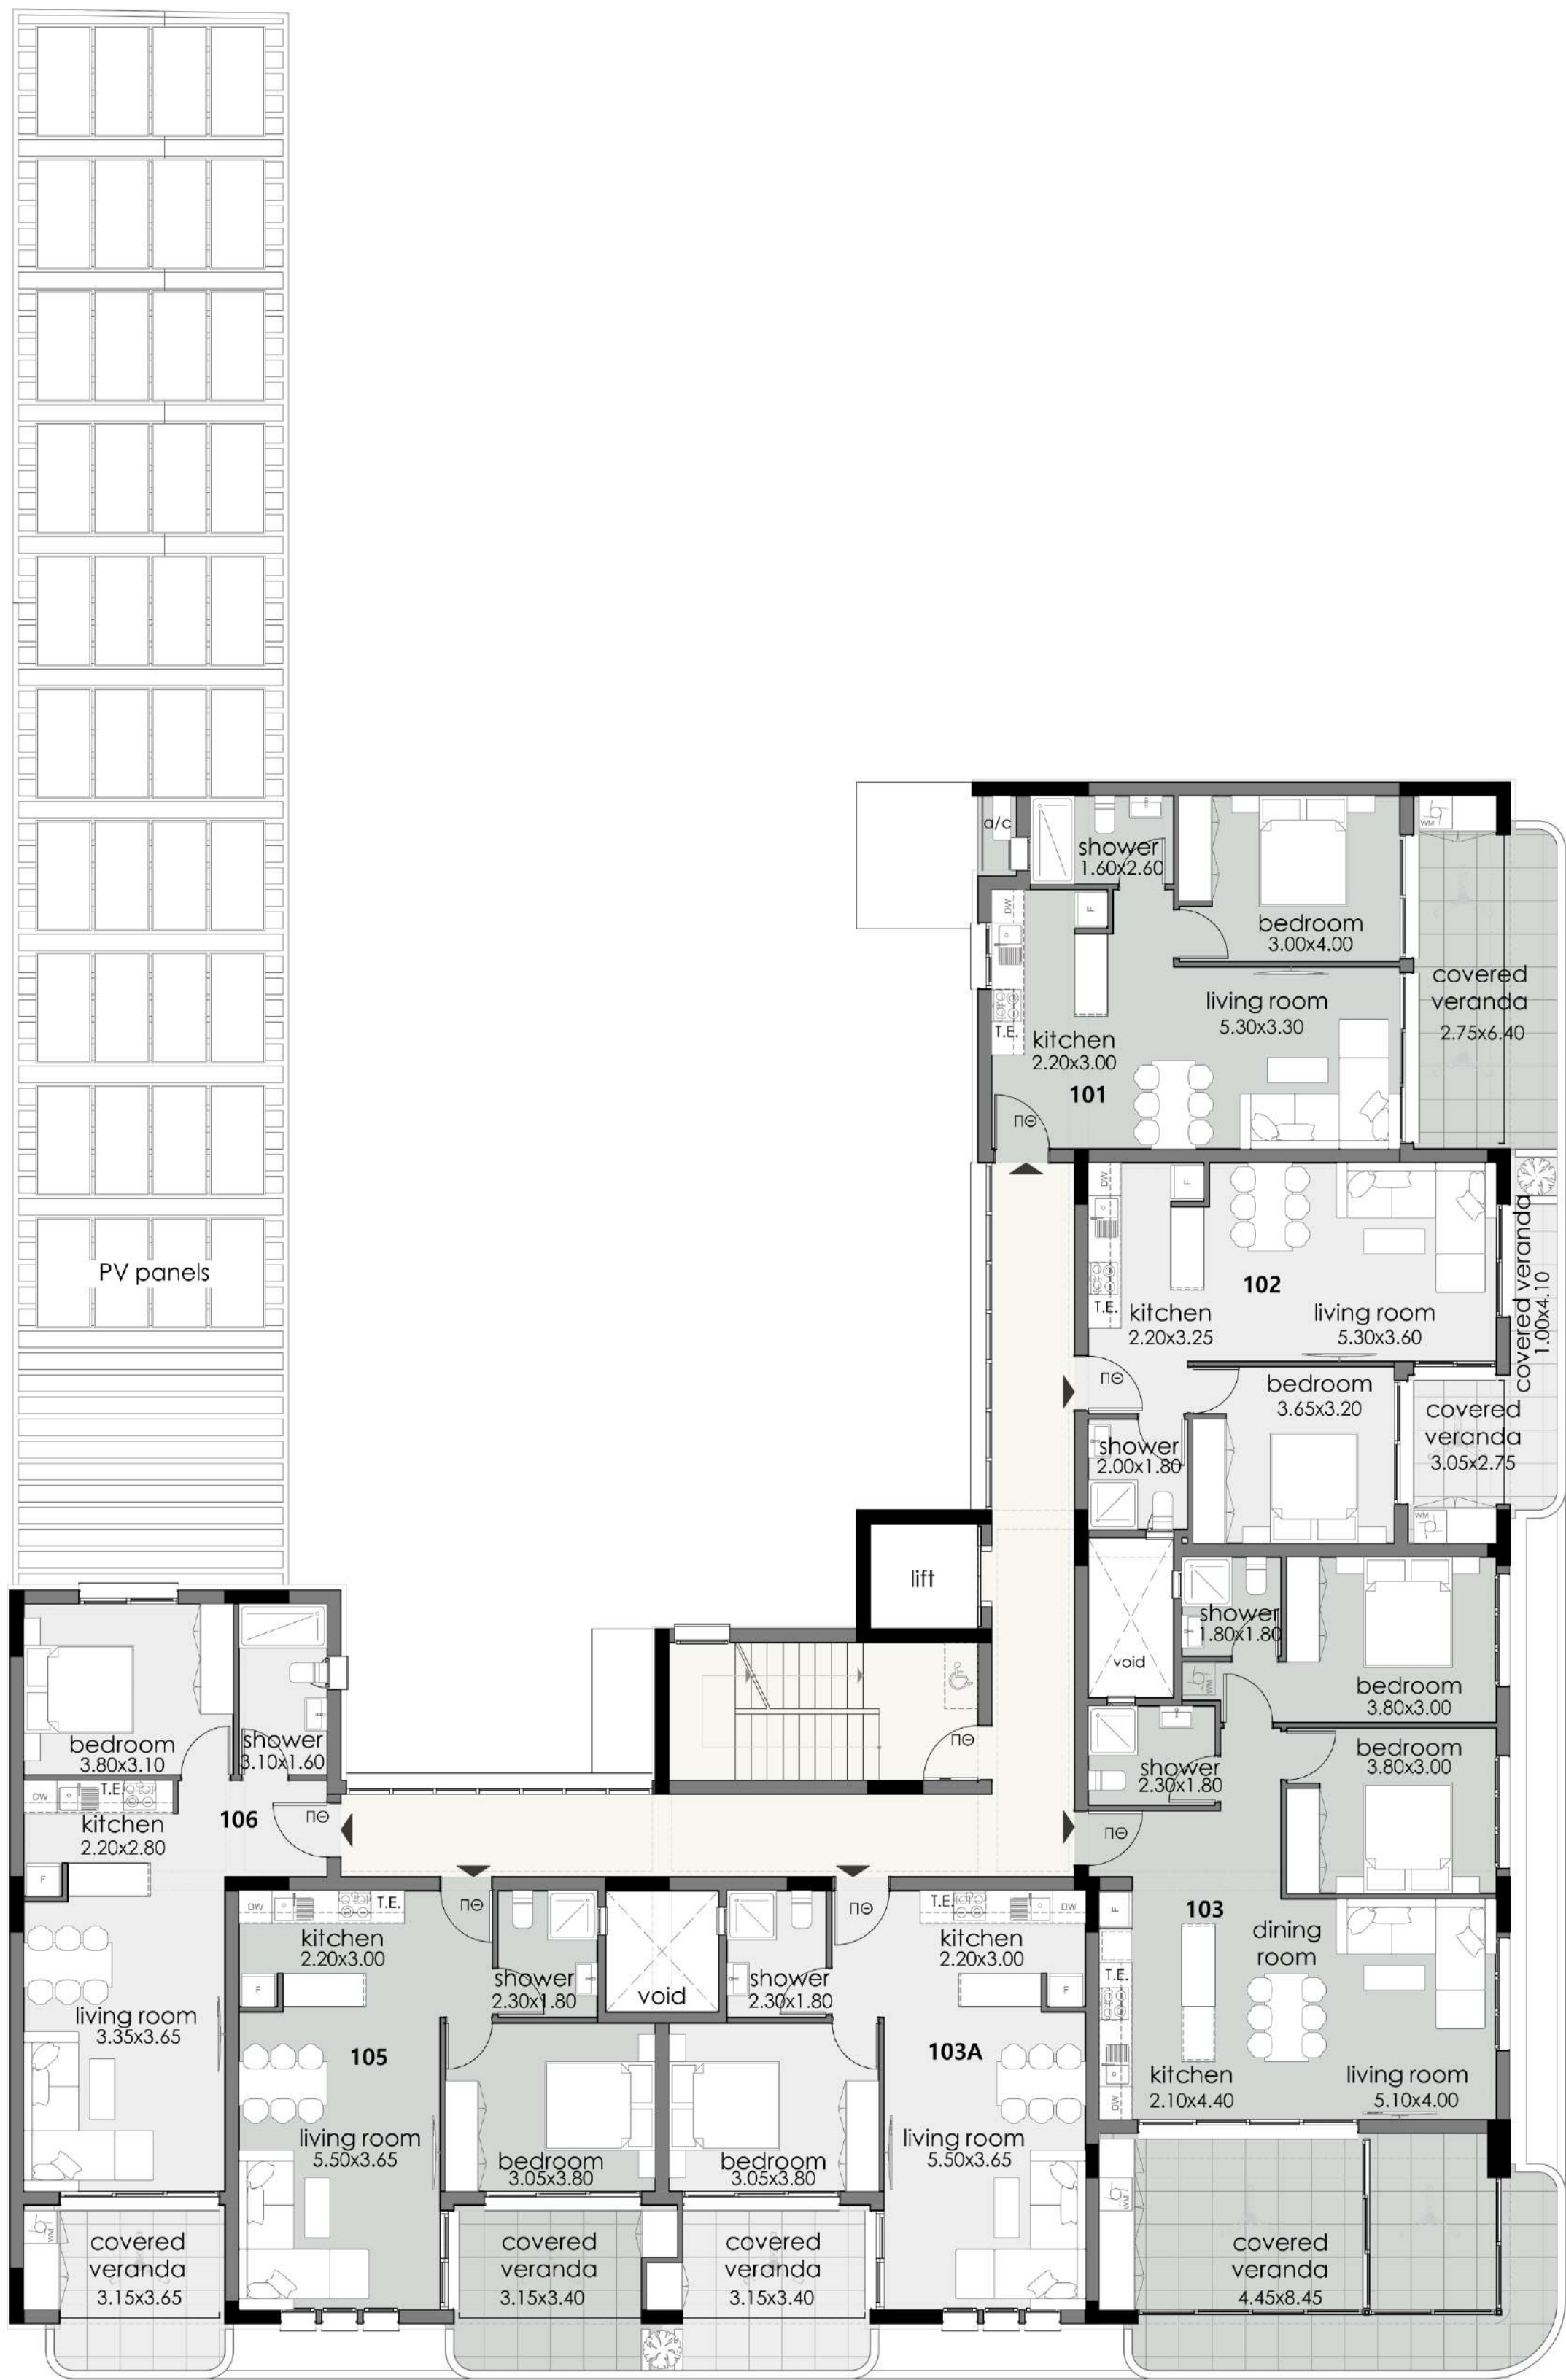 a/c
shower
1.60x2.60
WM
DW
F
bedroom
3.00x4.00
covered
veranda
2.75x6.40
living room
5.30x3.30
T.E.
kitchen
2.20x3.00
101
ΠΘ
DW
F
covered veranda
1.00x4.10
PV panels
102
T.E.
kitchen
2.20x3.25
living room
5.30x3.60
ΠΘ
bedroom
3.65x3.20
covered
veranda
3.05x2.75
shower
2.00x1.80
WM
lift
shower
1.80x1.80
void
WM
bedroom
3.80x3.00
bedroom
3.80x3.10
shower
3.10x1.60
ΠΘ
shower
2.30x1.80
bedroom
3.80x3.00
DW
T.E.
kitchen
2.20x2.80
106
ΠΘ
ΠΘ
F
DW
T.E.
ΠΘ
ΠΘ
T.E.
DW
F
103
dining
room
kitchen
2.20x3.00
kitchen
2.20x3.00
T.E.
F
shower
2.30x1.80
void
shower
2.30x1.80
F
living room
3.35x3.65
105
103A
kitchen
2.10x4.40
living room
5.10x4.00
DW
living room
5.50x3.65
bedroom
3.05x3.80
bedroom
3.05x3.80
living room
5.50x3.65
WM
WM
covered
veranda
3.15x3.65
covered
veranda
3.15x3.40
covered
veranda
3.15x3.40
covered
veranda
4.45x8.45